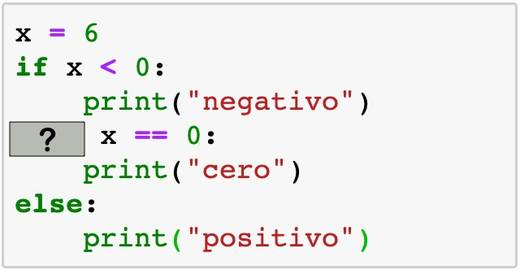 x = 6
if x < 0:
    print("negativo")
? x == 0:
    print("cero")
else:
    print("positivo")